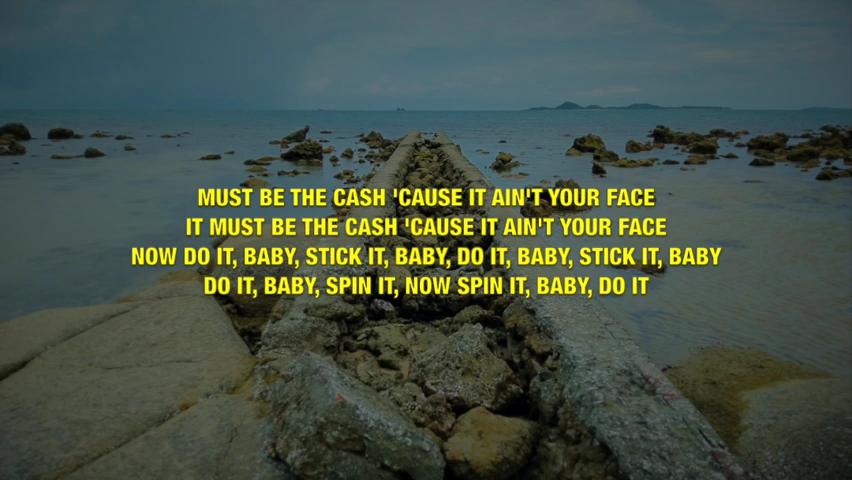 MUST BE THE CASH 'CAUSE IT AIN'T YOUR FACE
IT MUST BE THE CASH 'CAUSE IT AIN'T YOUR FACE
NOW DO IT, BABY, STICK IT, BABY, DO IT, BABY, STICK IT, BABY
DO IT, BABY, SPIN IT, NOW SPIN IT, BABY, DO IT